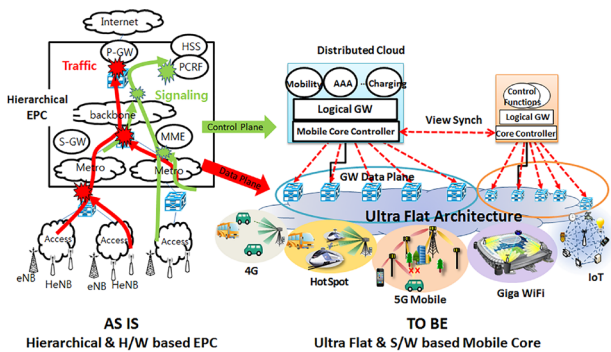 Internet
P-GW
HSS
PCRF
Traffic
Signaling
Hierarchical
EPC
backbone
S-GW
MME
Metro
Metro
Access
Access
Access
eNB
HeNB
eNB
HeNB
Control Plane
Data Plane
Distributed Cloud
Mobility
AAA
··Charging
Logical GW
Mobile Core Controller
View Synch
Control
Functions
Logical GW
Core Controller
GW Data Plane
Ultra Flat Architecture
4G
HotSpot
5G Mobile
Giga WiFi
IoT
AS IS
Hierarchical & H/W based EPC
TO BE
Ultra Flat & S/W based Mobile Core